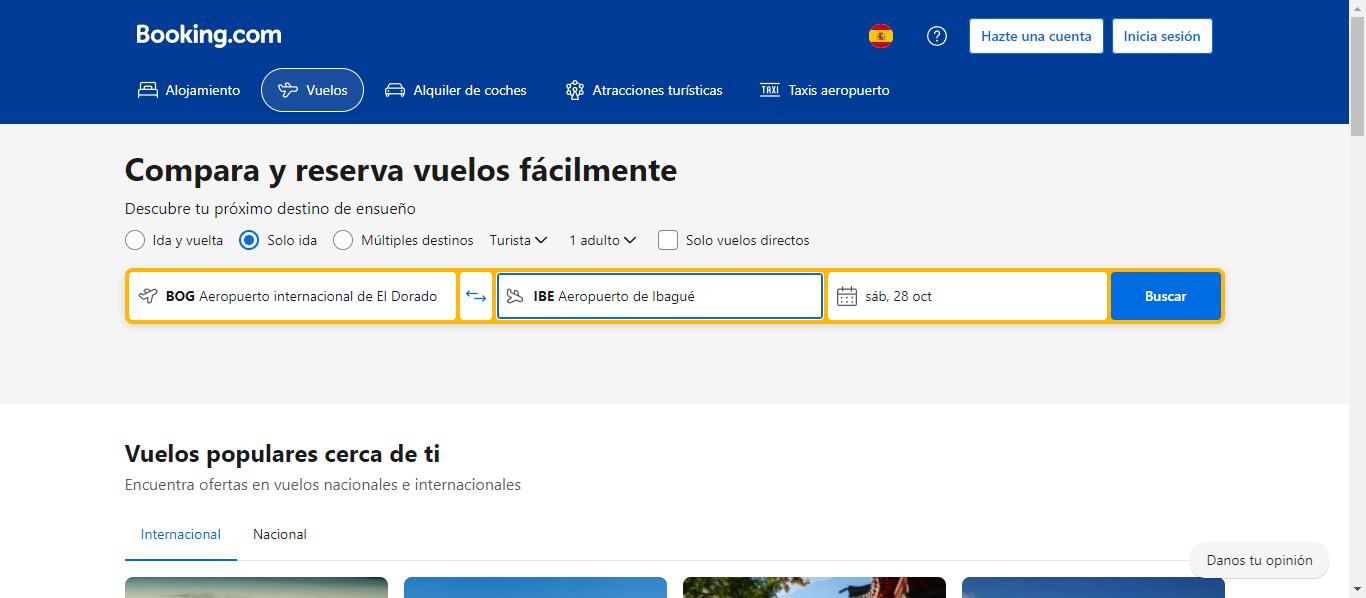 Booking.com
Hazte una cuenta
Inicia sesión
Alojamiento
Vuelos
Alquiler de coches
Atracciones turísticas
TAXI Taxis aeropuerto
Compara y reserva vuelos fácilmente
Descubre tu próximo destino de ensueño
Ida y vuelta
Solo ida
Múltiples destinos
Turista
1 adulto
Solo vuelos directos
BOG Aeropuerto internacional de El Dorado
IBE Aeropuerto de Ibagué
sáb, 28 oct
Buscar
Vuelos populares cerca de ti
Encuentra ofertas en vuelos nacionales e internacionales
Internacional
Nacional
Danos tu opinión